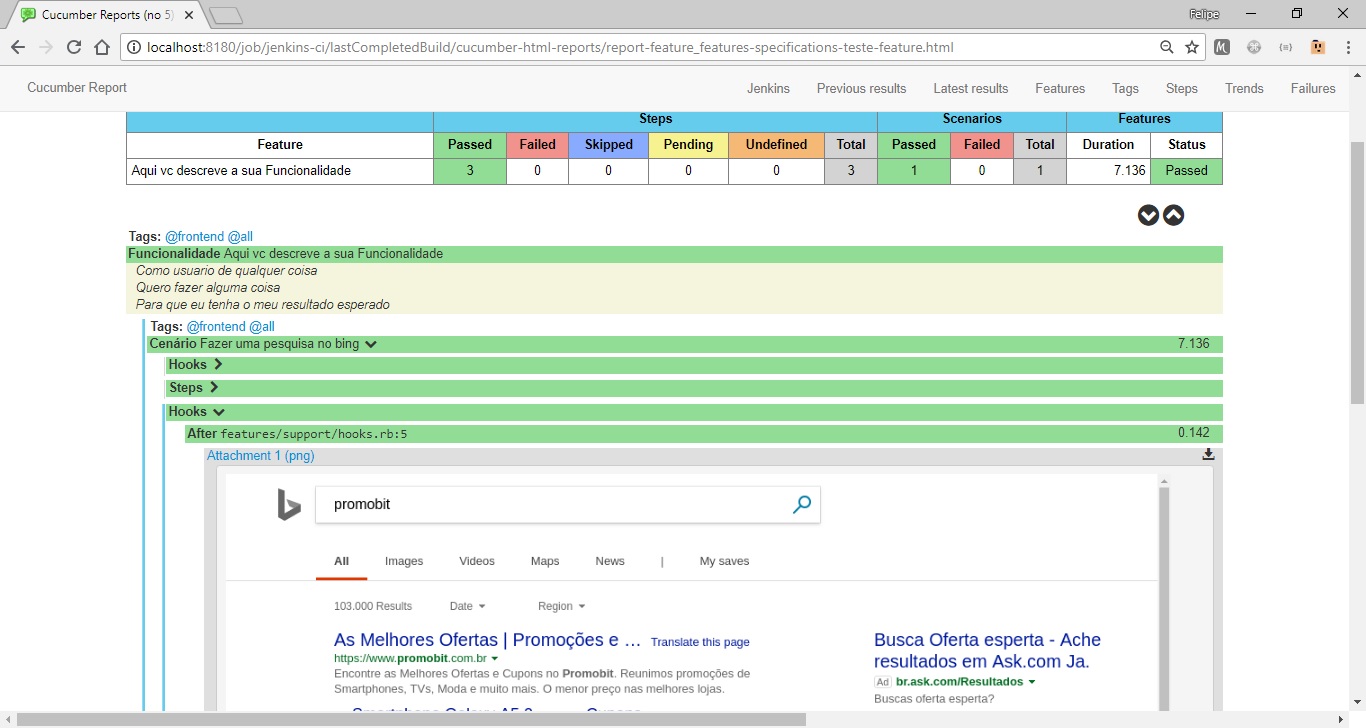 Cucumber Reports (no 5)
Felipe
localhost:8180/job/jenkins-ci/lastCompletedBuild/cucumber-html-reports/report-feature_features-specifications-teste-feature.html
Cucumber Report Jenkins Previous results Latest results Features Tags Steps Trends Failures
Steps Scenarios Features
Feature Passed Failed Skipped Pending Undefined Total Passed Failed Total Duration Status
Aqui vc descreve a sua Funcionalidade 3 0 0 0 0 3 1 0 1 7.136 Passed
Tags: @frontend @all
Funcionalidade Aqui vc descreve a sua Funcionalidade
Como usuario de qualquer coisa
Quero fazer alguma coisa
Para que eu tenha o meu resultado esperado
Tags: @frontend @all
Cenário Fazer uma pesquisa no bing 7.136
Hooks
Steps
Hooks
After features/support/hooks.rb:5 0.142
Attachment 1 (png)
promobit
All Images Videos Maps News | My saves
103.000 Results Date Region
As Melhores Ofertas | Promoções e ... Translate this page
https://www.promobit.com.br
Encontre as Melhores Ofertas e Cupons no Promobit. Reunimos promoções de
Smartphones, TVs, Moda e muito mais. O menor preço nas melhores lojas.
Busca Oferta esperta - Ache
resultados em Ask.com Ja.
Ad br.ask.com/Resultados
Buscas oferta esperta?